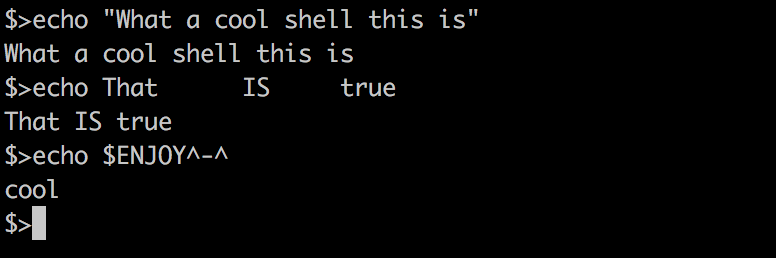 $>echo "What a cool shell this is"
What a cool shell this is
$>echo That      IS     true
That IS true
$>echo $ENJOY^-^
cool
$>